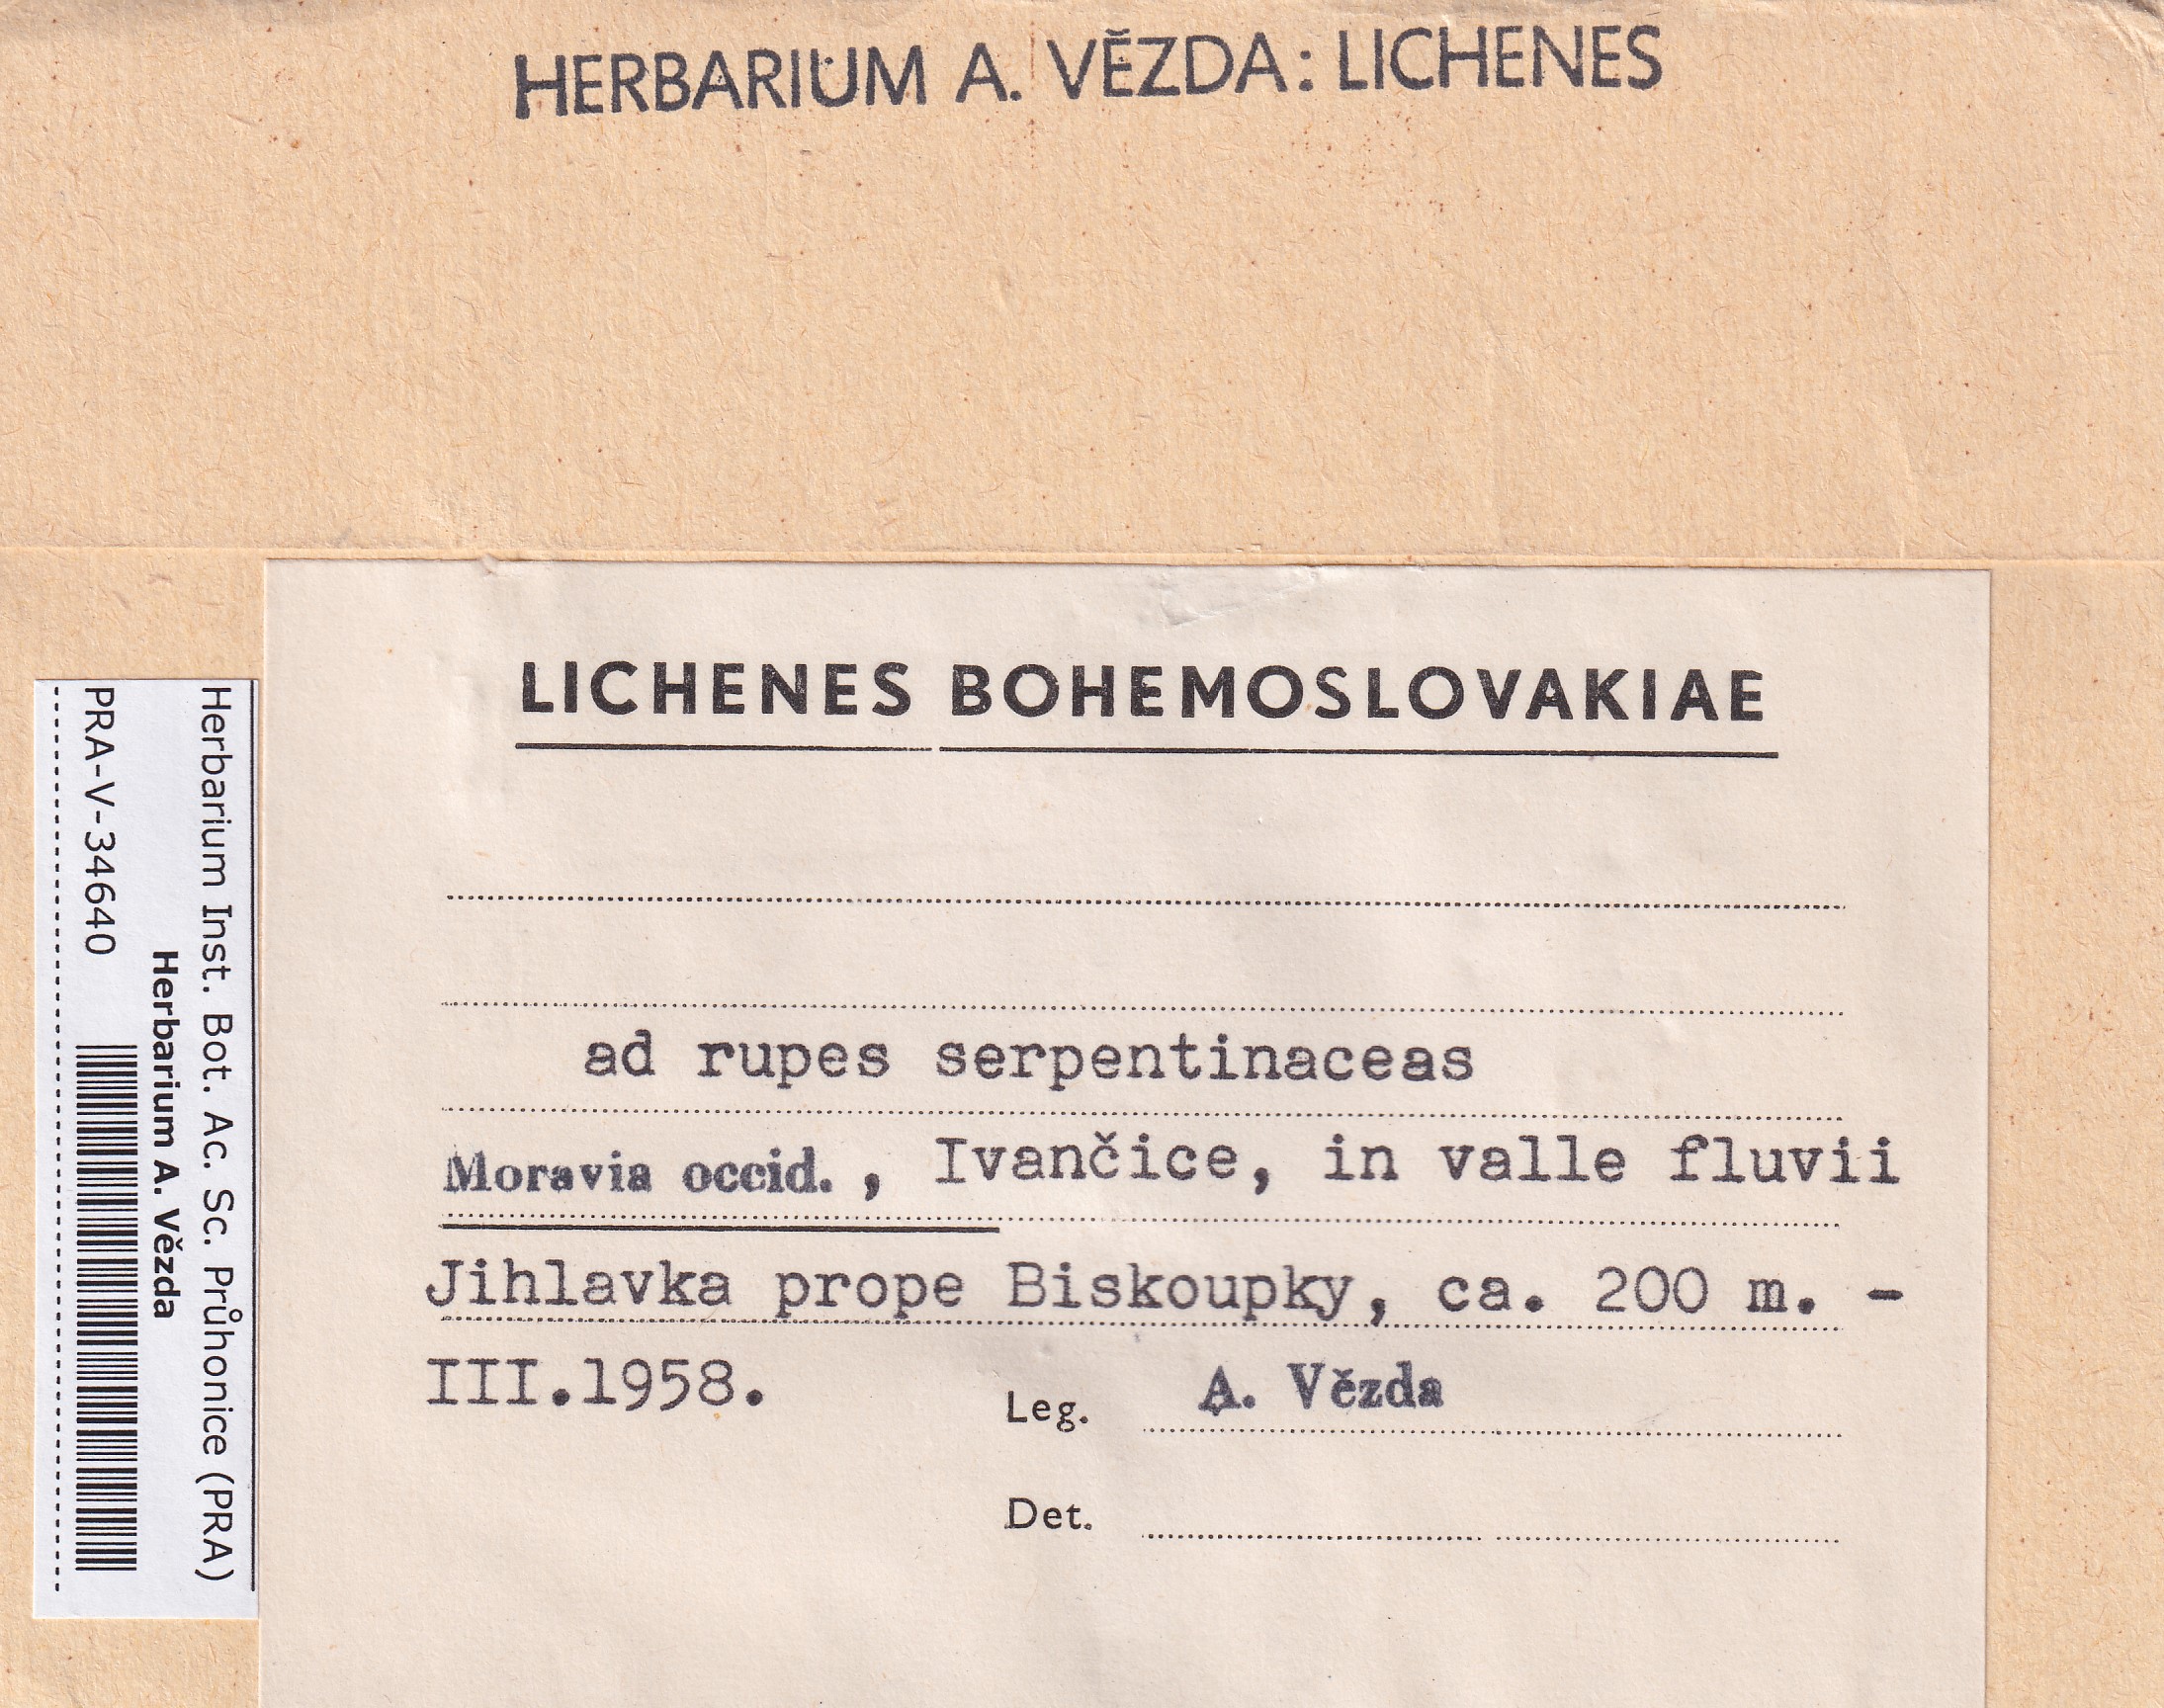 HERBARIUM A. VĚZDA: LICHENES
LICHENES BOHEMOSLOVAKIAE
ad rupes serpentinaceas
Moravia occid., Ivančice, in valle fluvii
Jihlavka prope Biskoupky, ca. 200 m. -
III.1958.
Leg. A. Vězda
Det.
Herbarium Inst. Bot. Ac. Sc. Průhonice (PRA)
Herbarium A. Vězda
PRA-V-34640